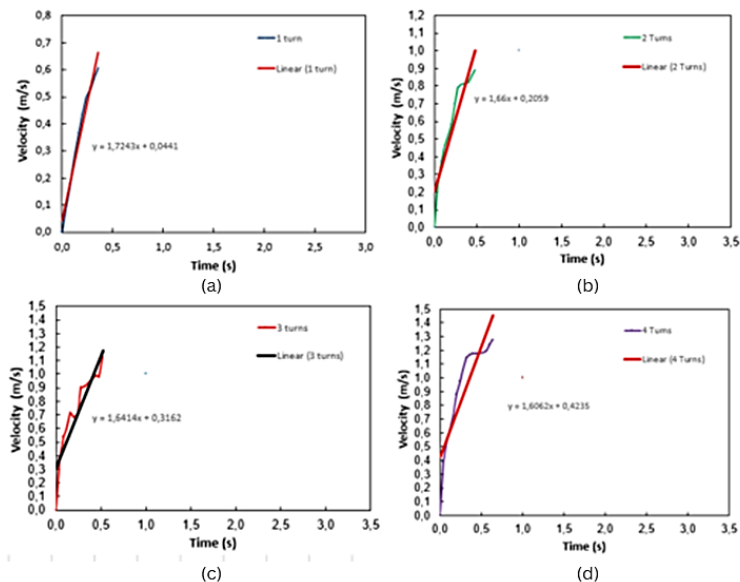 0,8
0,7
0,6
0,5
0,4
0,3
0,2
0,1
0,0
Velocity (m/s)
1 turn
Linear (1 turn)
y = 1,7243x + 0,0441
0,0 0,5 1,0 1,5 2,0 2,5 3,0
Time (s)
(a)
1,2
1,1
1,0
0,9
0,8
0,7
0,6
0,5
0,4
0,3
0,2
0,1
0,0
Velocity (m/s)
2 Turns
Linear (2 Turns)
y = 1,66x + 0,2059
0,0 0,5 1,0 1,5 2,0 2,5 3,0 3,5
Time (s)
(b)
1,5
1,4
1,3
1,2
1,1
1,0
0,9
0,8
0,7
0,6
0,5
0,4
0,3
0,2
0,1
0,0
Velocity (m/s)
3 turns
Linear (3 turns)
y = 1,6414x + 0,3162
0,0 0,5 1,0 1,5 2,0 2,5 3,0 3,5
Time (s)
(c)
1,5
1,4
1,3
1,2
1,1
1,0
0,9
0,8
0,7
0,6
0,5
0,4
0,3
0,2
0,1
0,0
Velocity (m/s)
4 Turns
Linear (4 Turns)
y = 1,6062x + 0,4235
0,0 0,5 1,0 1,5 2,0 2,5 3,0 3,5
Time (s)
(d)